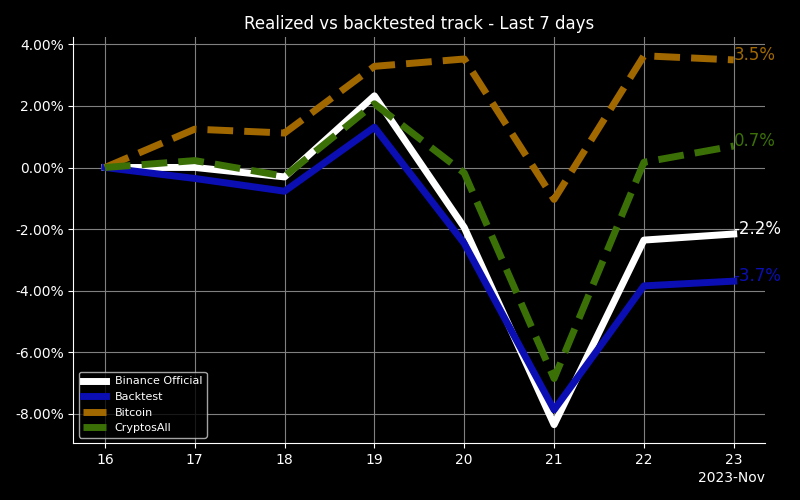 Realized vs backtested track - Last 7 days
4.00%
2.00%
0.00%
-2.00%
-4.00%
-6.00%
-8.00%
3.5%
0.7%
-2.2%
-3.7%
Binance Official
Backtest
Bitcoin
CryptosAll
16 17 18 19 20 21 22 23
2023-Nov